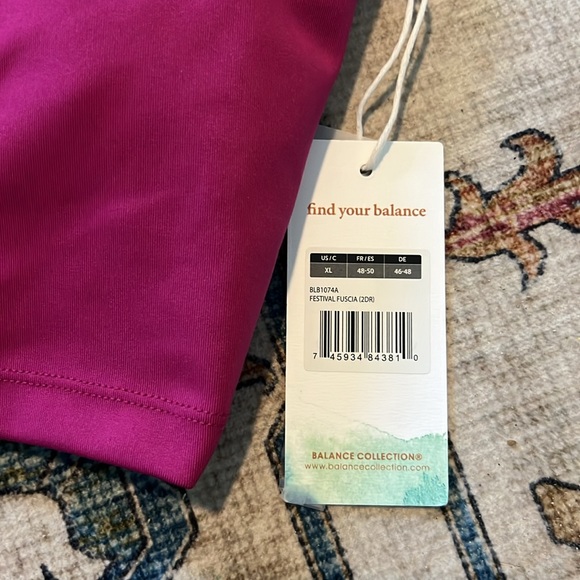 find your balance
US/C FR/ES DE
XL 48-50 46-48
BLB1074A
FESTIVAL FUSCIA (2DR)
7 45934 84381 0
BALANCE COLLECTION®
www.balancecollection.com